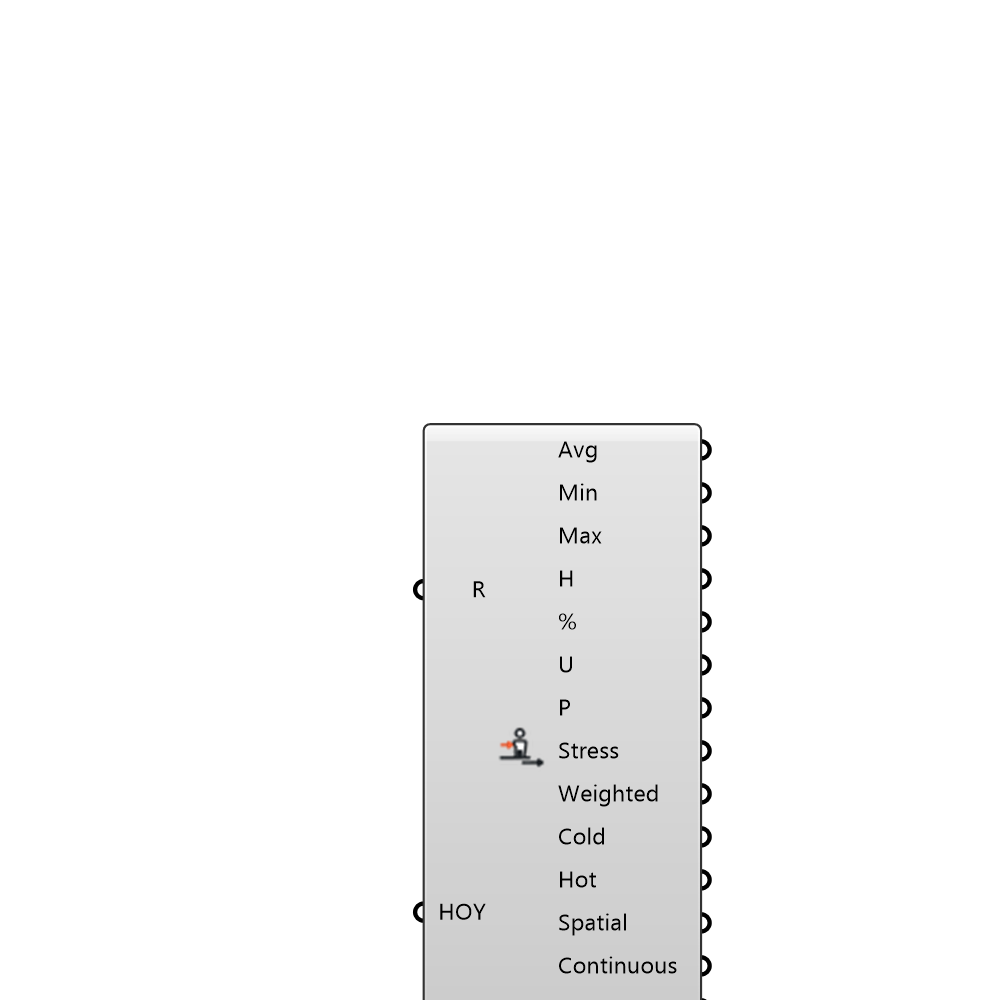 R
HOY
Avg
Min
Max
H
%
U
P
Stress
Weighted
Cold
Hot
Spatial
Continuous